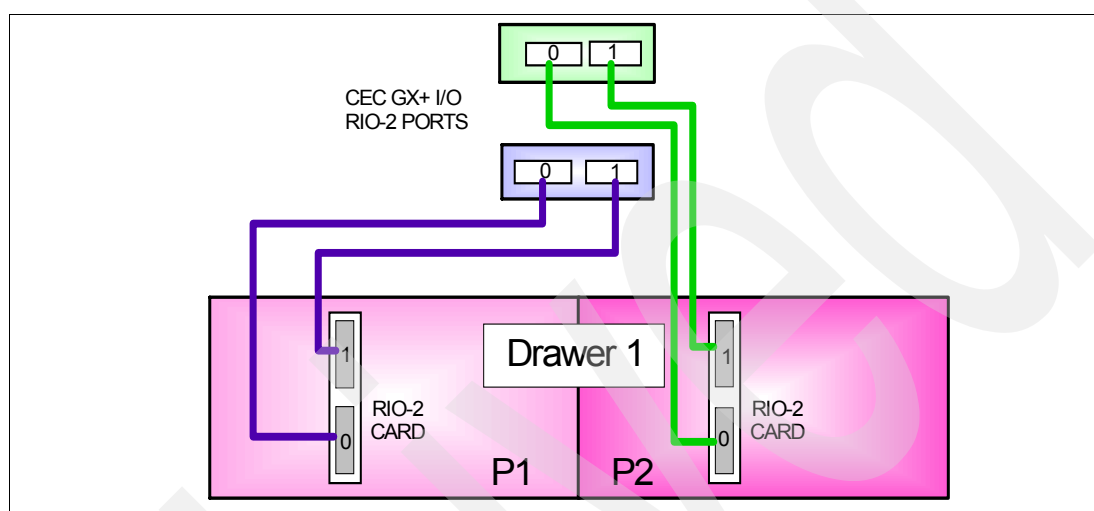 0 1
CEC GX+ I/O
RIO-2 PORTS
0 1
Drawer 1
1
1
RIO-2
CARD
RIO-2
CARD
0
0
P1
P2